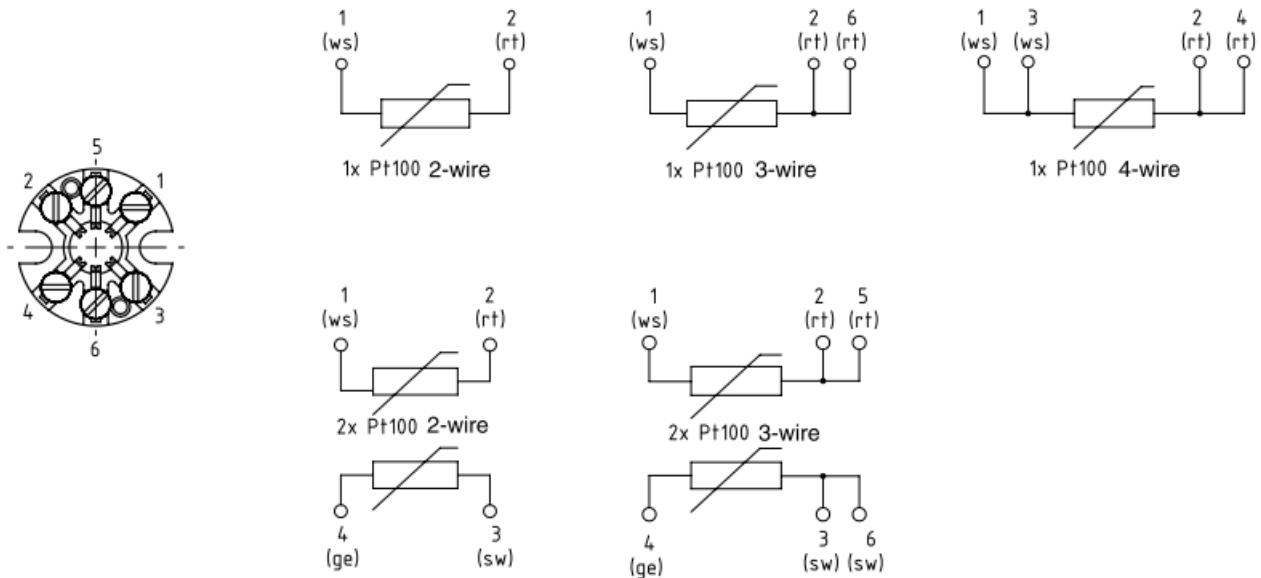 5
2 1
4 3
6
1 2
(ws) (rt)
1x Pt100 2-wire
1 2 6
(ws) (rt) (rt)
1x Pt100 3-wire
1 3 2 4
(ws) (ws) (rt) (rt)
1x Pt100 4-wire
1 2
(ws) (rt)
2x Pt100 2-wire
4 3
(ge) (sw)
1 2 5
(ws) (rt) (rt)
2x Pt100 3-wire
4 3 6
(ge) (sw) (sw)